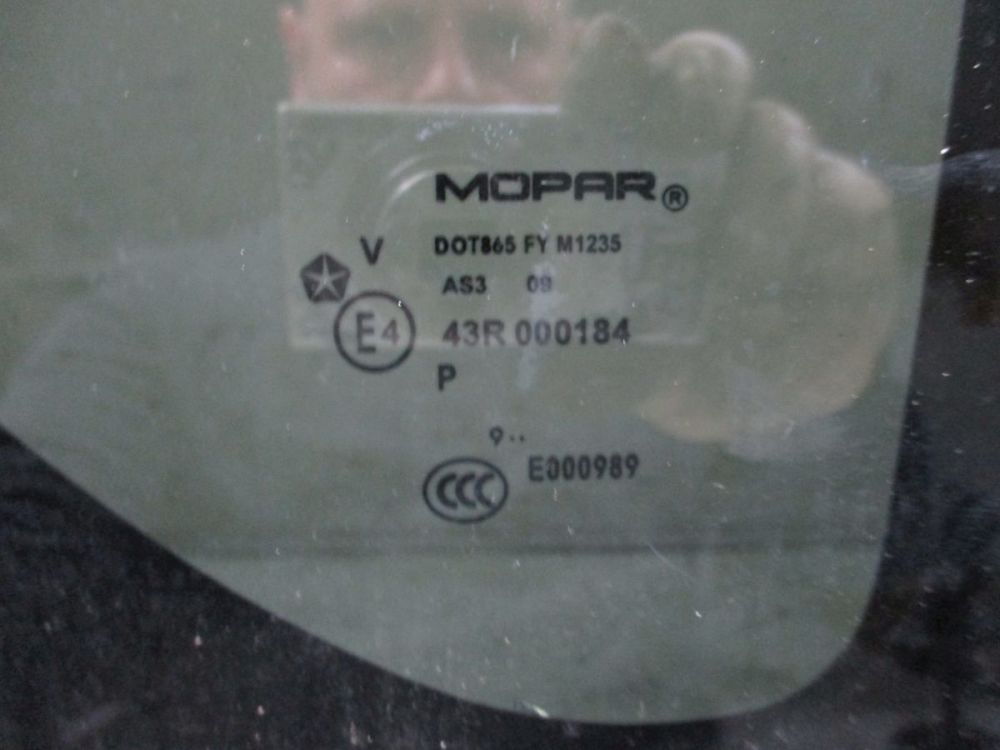 MOPAR®
V DOT865 FY M1235
AS3 09
E4 43R 000184
P
9··
CCC E000989